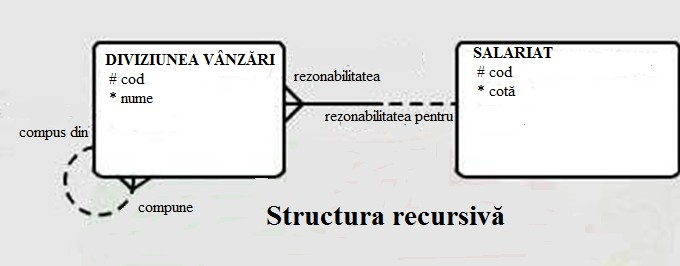 DIVIZIUNEA VÂNZĂRI
# cod
* nume
rezonabilitatea
rezonabilitatea pentru
SALARIAT
# cod
* cotă
compus din
compune
Structura recursivă